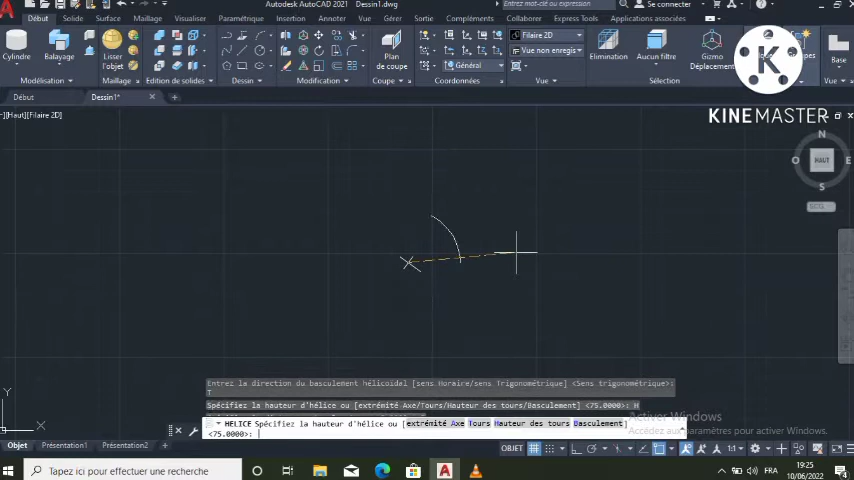 Autodesk AutoCAD 2021 Dessin1.dwg
Entrez mot-clé ou expression
Se connecter
Début Solide Surface Maillage Visualiser Paramétrique Insertion Annoter Vue Gérer Sortie Compléments Collaborer Express Tools Applications associées
Vue non enregis
Filaire 2D
Cylindre Balayage Lisser l'objet
Plan de coupe
Général
Elimination Aucun filtre Gizmo Déplacement
Base
Modélisation Maillage Edition de solides Dessin Modification Coupe Coordonnées Vue Sélection Vue
K
KINEMASTER
Début Dessin1*
[Haut][Filaire 2D]
N
O HAUT E
S
SCG
Y
X
Entrez la direction du basculement hélicoïdal [sens Horaire/sens Trigonométrique] <Sens trigonométrique>:
T
Spécifiez la hauteur d'hélice ou [extrémité Axe/Tours/Hauteur des tours/Basculement] <75.0000>: H
HELICE Spécifiez la hauteur d'hélice ou [extrémité Axe Tours Hauteur des tours Basculement]
<75.0000>:
Activer Windows
Accédez aux paramètres pour activer Windows.
Objet Présentation1 Présentation2
OBJET
1:1
Tapez ici pour effectuer une recherche
FRA
19:25
10/06/2022